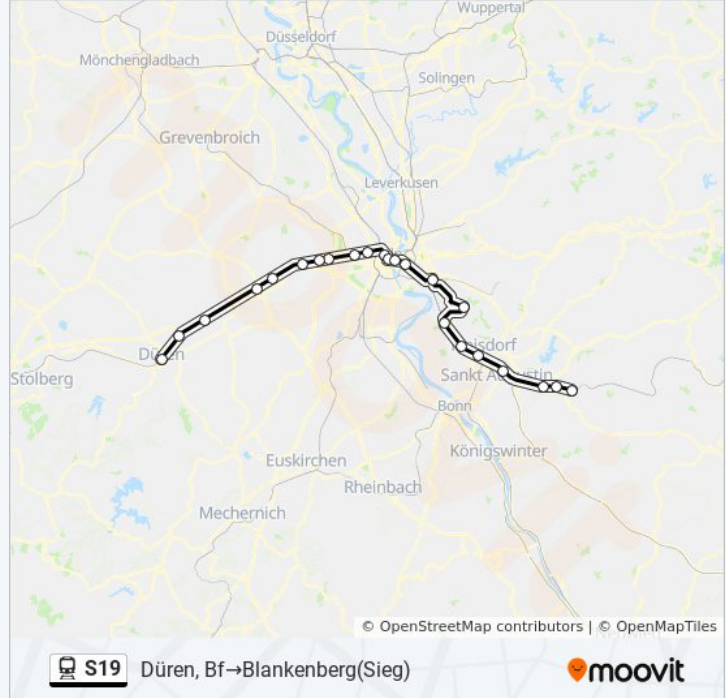 Wuppertal
Düsseldorf
Mönchengladbach
Solingen
Grevenbroich
Leverkusen
Düren
Stolberg
Sankt Augustin
Bonn
Königswinter
Euskirchen
Rheinbach
Mechernich
© OpenStreetMap contributors | © OpenMapTiles
S19 Düren, Bf→Blankenberg(Sieg) moovit